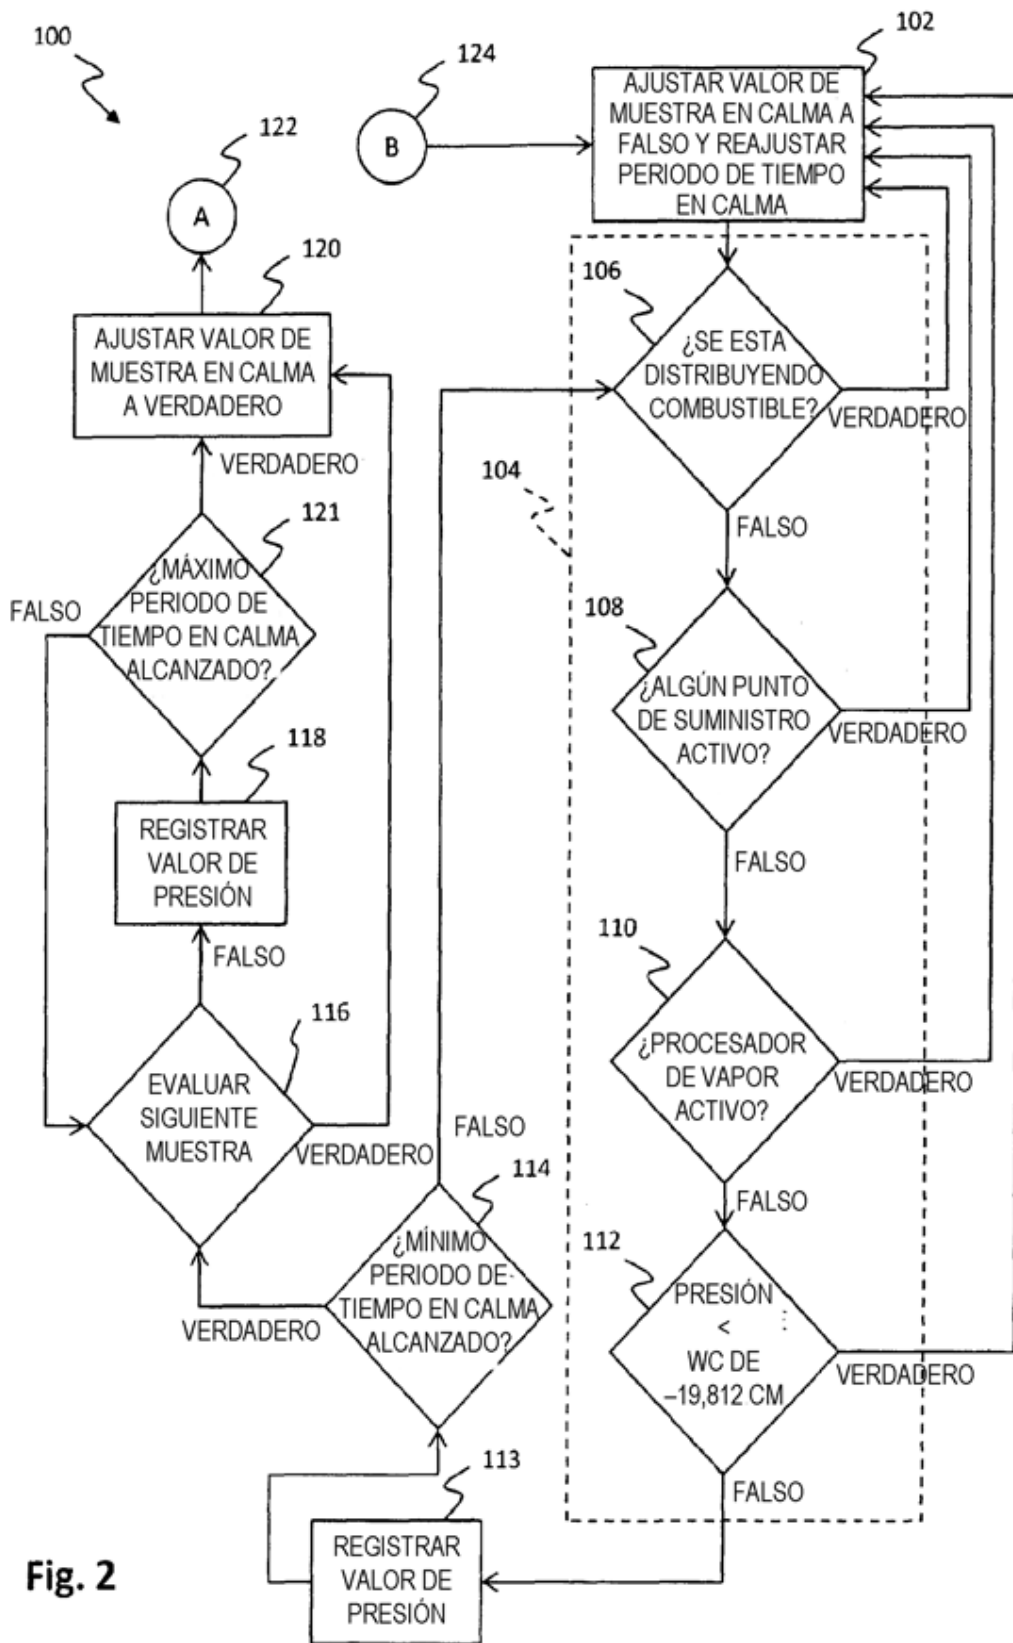 100
122
A
120
AJUSTAR VALOR DE
MUESTRA EN CALMA
A VERDADERO
VERDADERO
121
¿MÁXIMO
PERIODO DE
TIEMPO EN CALMA
ALCANZADO?
FALSO
118
REGISTRAR
VALOR DE
PRESIÓN
FALSO
116
EVALUAR
SIGUIENTE
MUESTRA
VERDADERO
124
B
102
AJUSTAR VALOR DE
MUESTRA EN CALMA A
FALSO Y REAJUSTAR
PERIODO DE TIEMPO
EN CALMA
104
106
¿SE ESTA
DISTRIBUYENDO
COMBUSTIBLE?
VERDADERO
FALSO
108
¿ALGÚN PUNTO
DE SUMINISTRO
ACTIVO?
VERDADERO
FALSO
110
¿PROCESADOR
DE VAPOR
ACTIVO?
VERDADERO
FALSO
112
PRESIÓN
<
WC DE
–19,812 CM
VERDADERO
FALSO
113
REGISTRAR
VALOR DE
PRESIÓN
114
¿MÍNIMO
PERIODO DE
TIEMPO EN CALMA
ALCANZADO?
FALSO
VERDADERO
Fig. 2